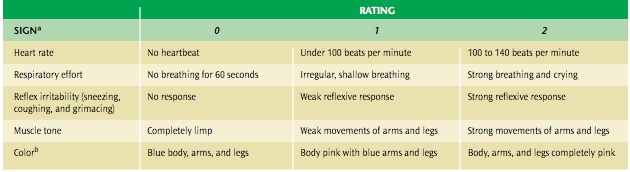 RATING
SIGNa 0 1 2
Heart rate No heartbeat Under 100 beats per minute 100 to 140 beats per minute
Respiratory effort No breathing for 60 seconds Irregular, shallow breathing Strong breathing and crying
Reflex irritability (sneezing, No response Weak reflexive response Strong reflexive response
coughing, and grimacing)
Muscle tone Completely limp Weak movements of arms and legs Strong movements of arms and legs
Colorb Blue body, arms, and legs Body pink with blue arms and legs Body, arms, and legs completely pink